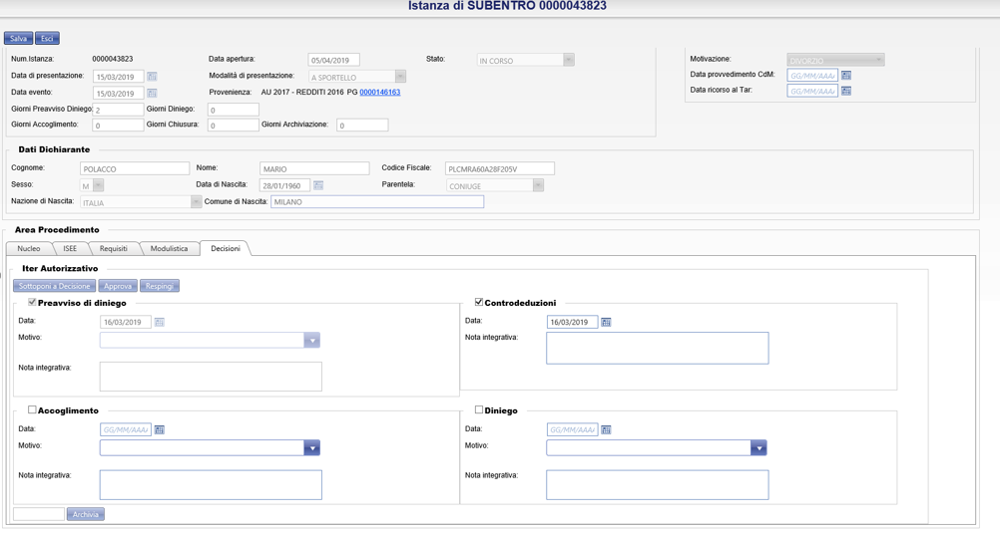 Istanza di SUBENTRO 0000043823
Salva Esci
Num.Istanza: 0000043823 Data apertura: 05/04/2019 Stato: IN CORSO Motivazione: DIVORZIO
Data di presentazione: 15/03/2019 Modalità di presentazione: A SPORTELLO Data provvedimento CdM: GG/MM/AAAA
Data evento: 15/03/2019 Provenienza: AU 2017 - REDDITI 2016 PG 0000146163 Data ricorso al Tar: GG/MM/AAAA
Giorni Preavviso Diniego: 2 Giorni Diniego: 0
Giorni Accoglimento: 0 Giorni Chiusura: 0 Giorni Archiviazione: 0
Dati Dichiarante
Cognome: POLACCO Nome: MARIO Codice Fiscale: PLCMRA60A28F205V
Sesso: M Data di Nascita: 28/01/1960 Parentela: CONIUGE
Nazione di Nascita: ITALIA Comune di Nascita: MILANO
Area Procedimento
Nucleo ISEE Requisiti Modulistica Decisioni
Iter Autorizzativo
Sottoponi a Decisione Approva Respingi
Preavviso di diniego Controdeduzioni
Data: 16/03/2019 Data: 16/03/2019
Motivo: Nota integrativa:
Nota integrativa:
Accoglimento Diniego
Data: GG/MM/AAAA Data: GG/MM/AAAA
Motivo: Motivo:
Nota integrativa: Nota integrativa:
Archivia